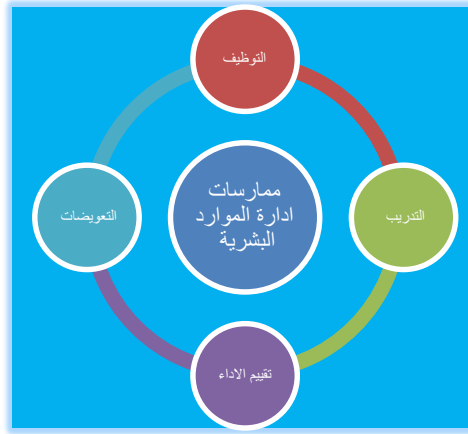 التوظيف
ممارسات
ادارة الموارد
البشرية
التدريب
التعويضات
تقييم الاداء